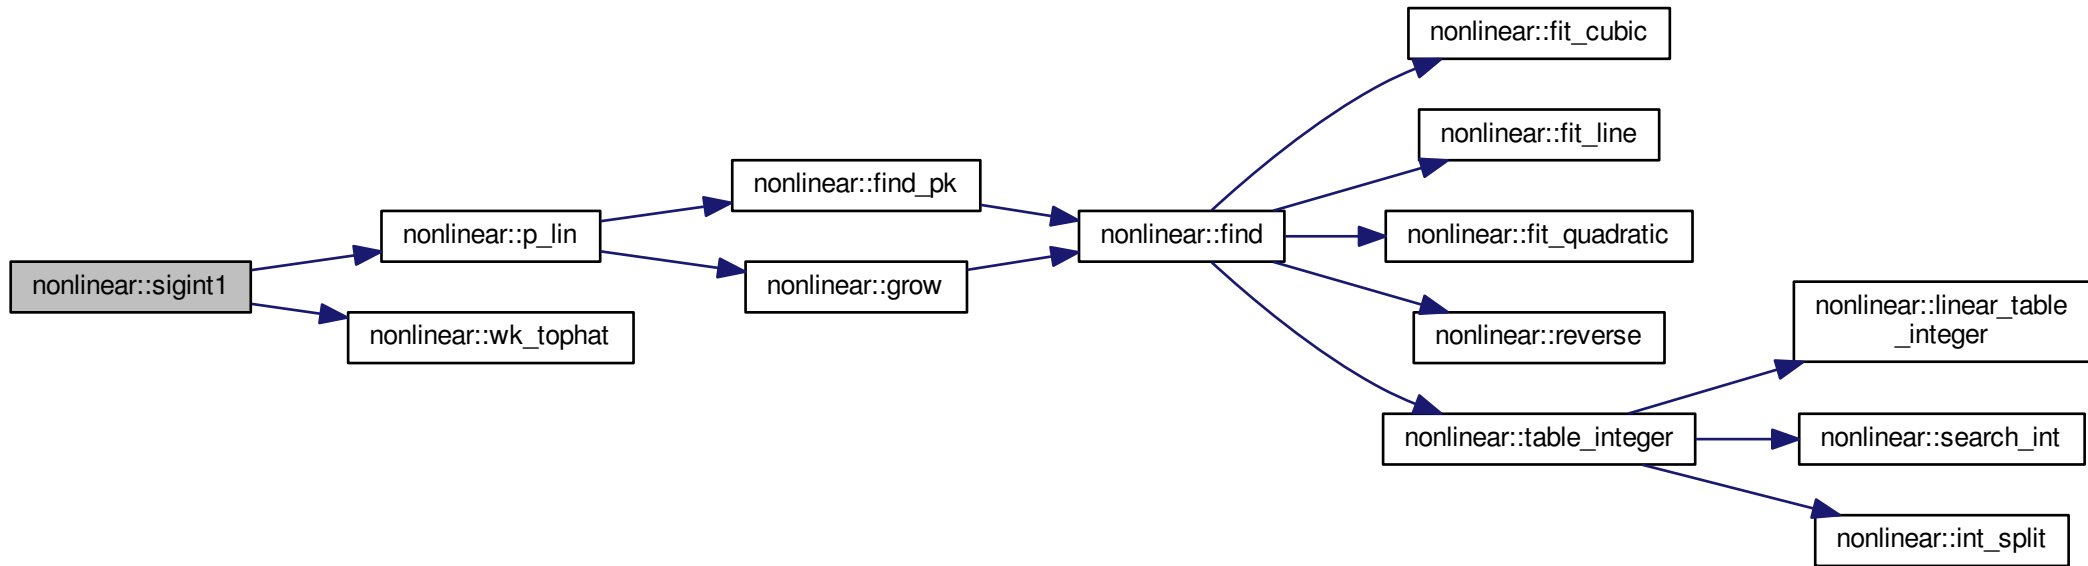 nonlinear::sigint1
nonlinear::p_lin
nonlinear::wk_tophat
nonlinear::find_pk
nonlinear::grow
nonlinear::find
nonlinear::fit_cubic
nonlinear::fit_line
nonlinear::fit_quadratic
nonlinear::reverse
nonlinear::table_integer
nonlinear::linear_table
_integer
nonlinear::search_int
nonlinear::int_split